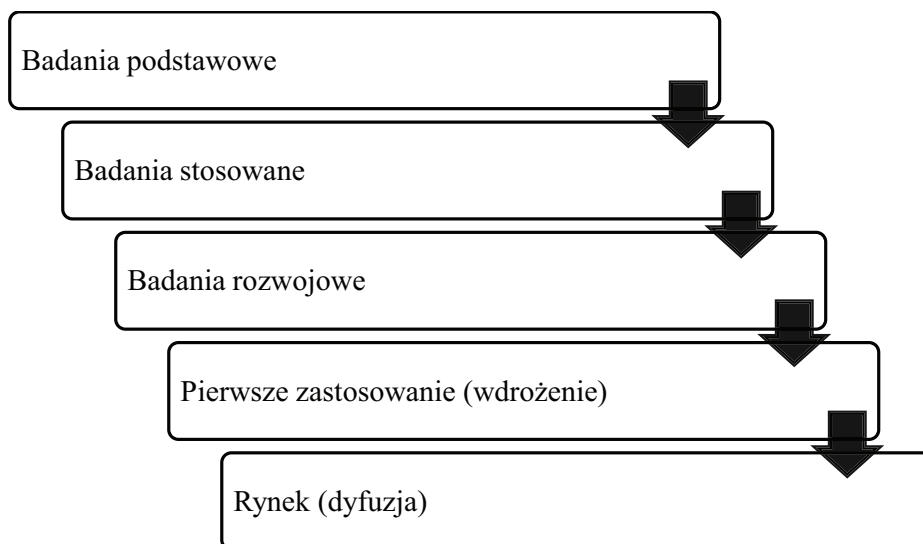 Badania podstawowe
Badania stosowane
Badania rozwojowe
Pierwsze zastosowanie (wdrożenie)
Rynek (dyfuzja)